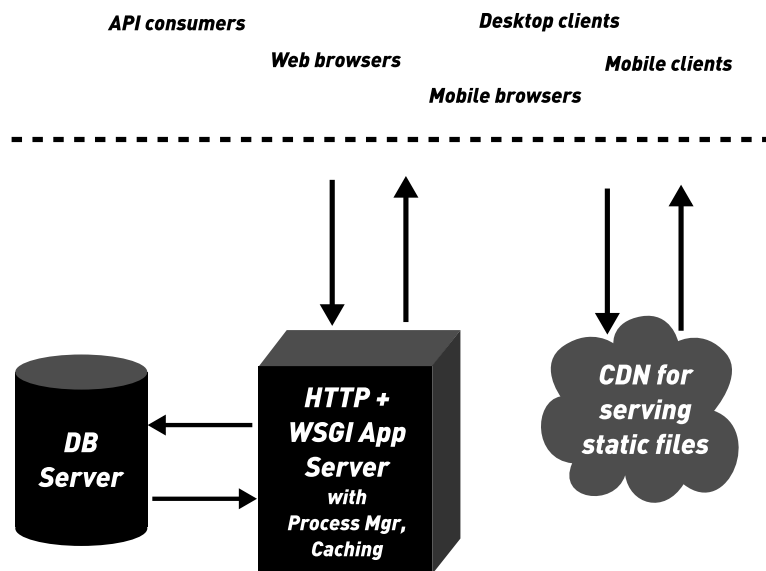 API consumers
Desktop clients
Web browsers
Mobile clients
Mobile browsers
HTTP +
WSGI App
Server
with
Process Mgr,
Caching
DB
Server
CDN for
serving
static files